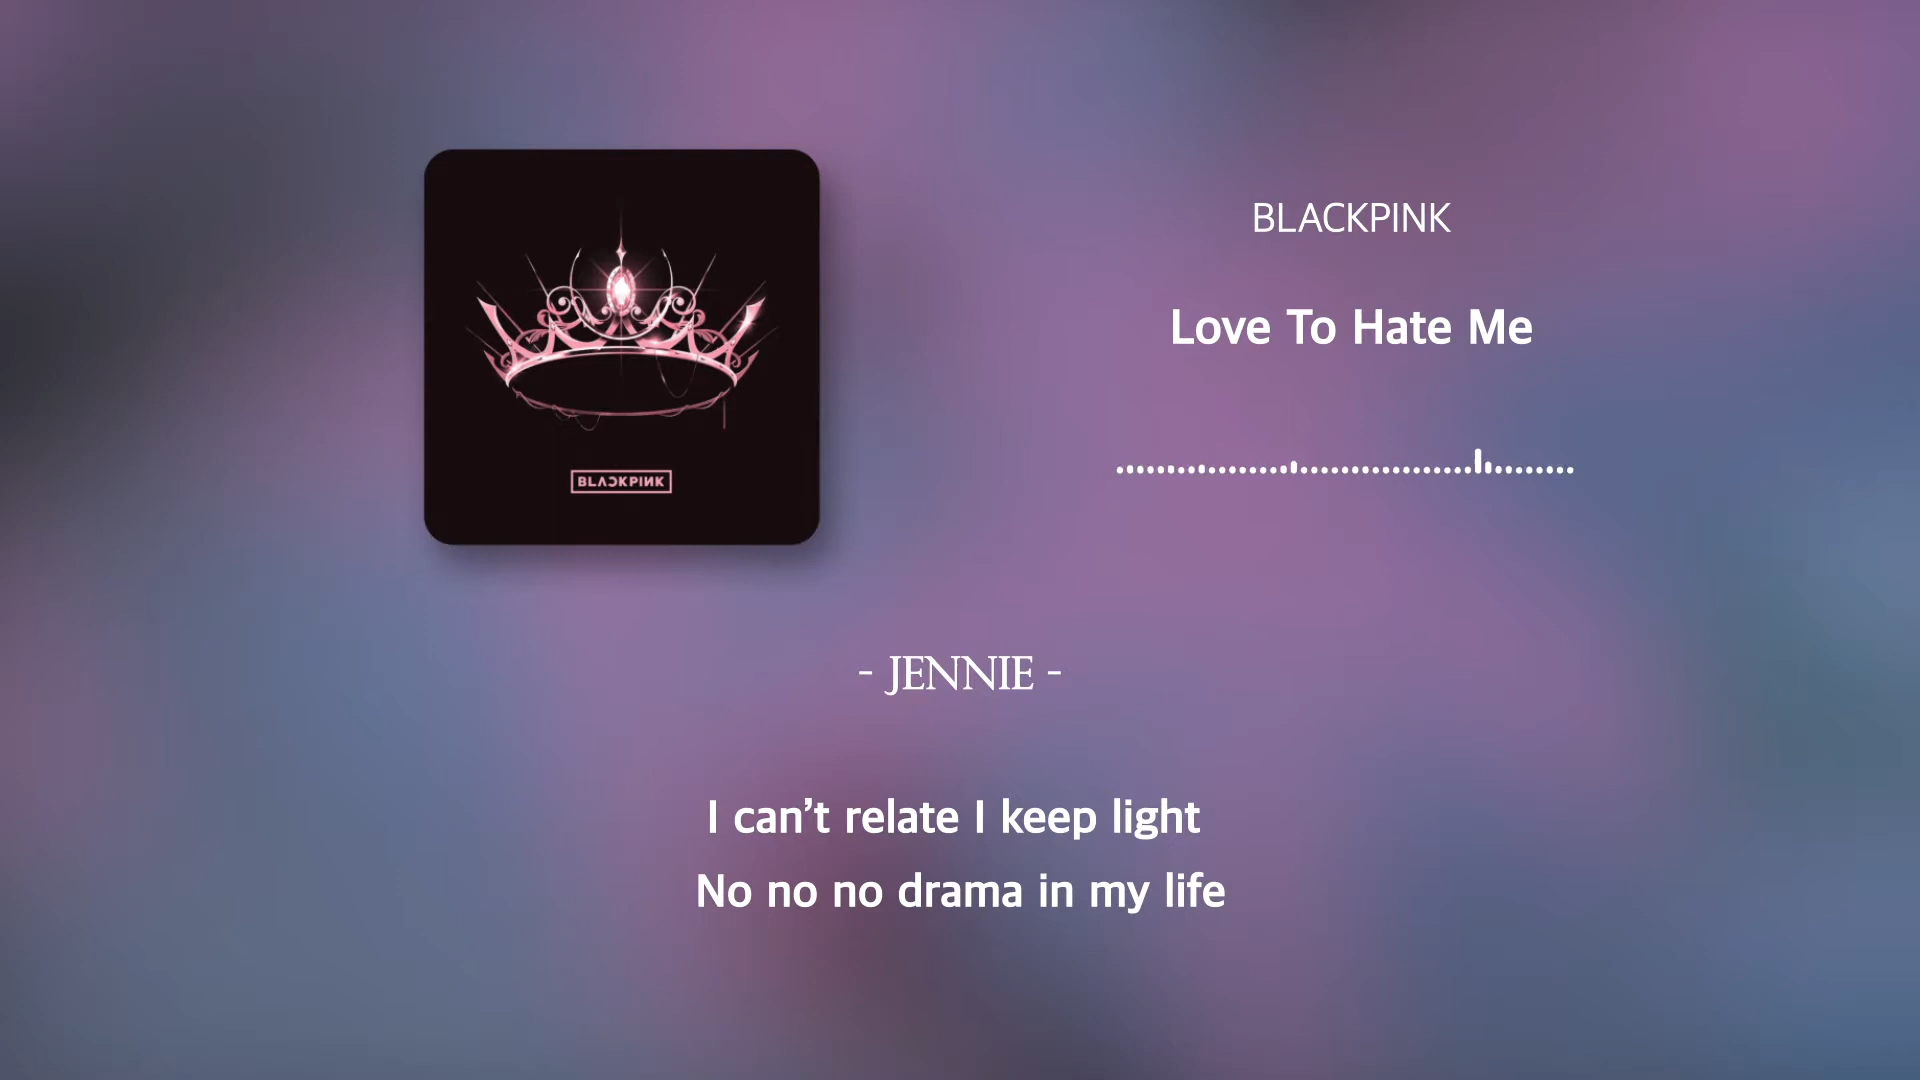 BLACKPINK
BLACKPINK
Love To Hate Me
- JENNIE -
I can’t relate I keep light
No no no drama in my life